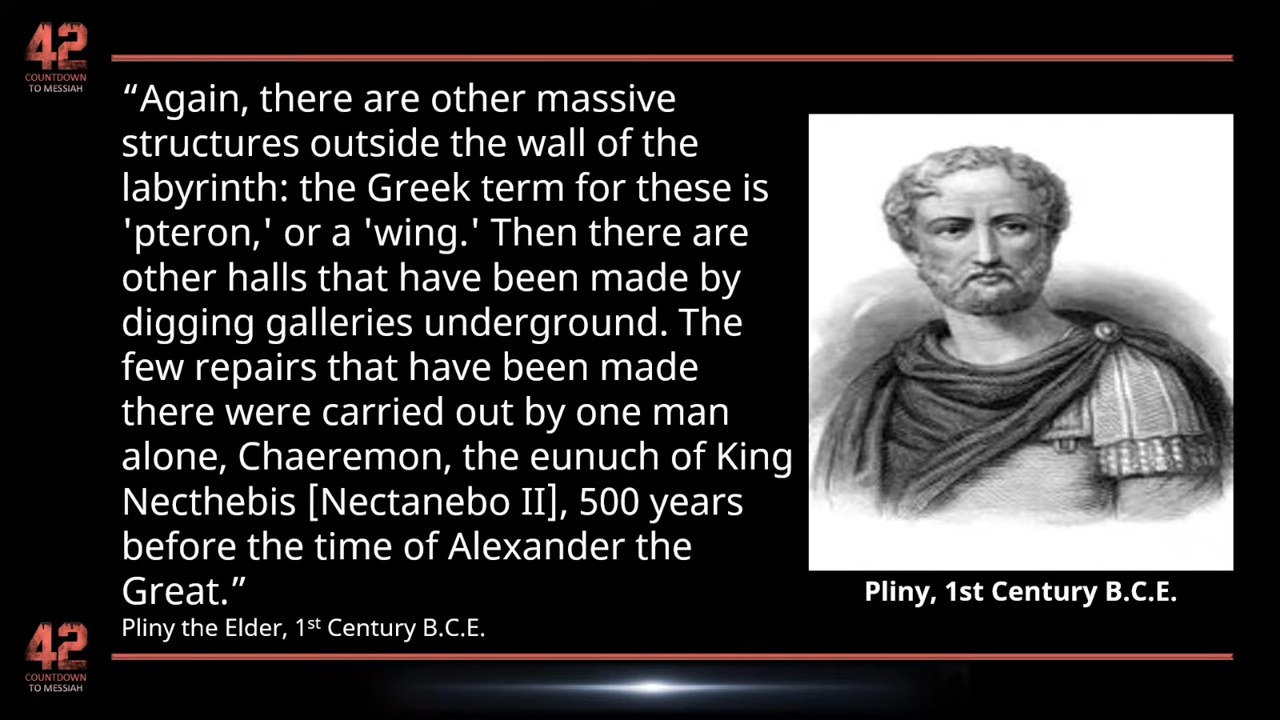 42
COUNTDOWN
TO MESSIAH
“Again, there are other massive
structures outside the wall of the
labyrinth: the Greek term for these is
'pteron,' or a 'wing.' Then there are
other halls that have been made by
digging galleries underground. The
few repairs that have been made
there were carried out by one man
alone, Chaeremon, the eunuch of King
Necthebis [Nectanebo II], 500 years
before the time of Alexander the
Great.”
Pliny the Elder, 1st Century B.C.E.
Pliny, 1st Century B.C.E.
42
COUNTDOWN
TO MESSIAH